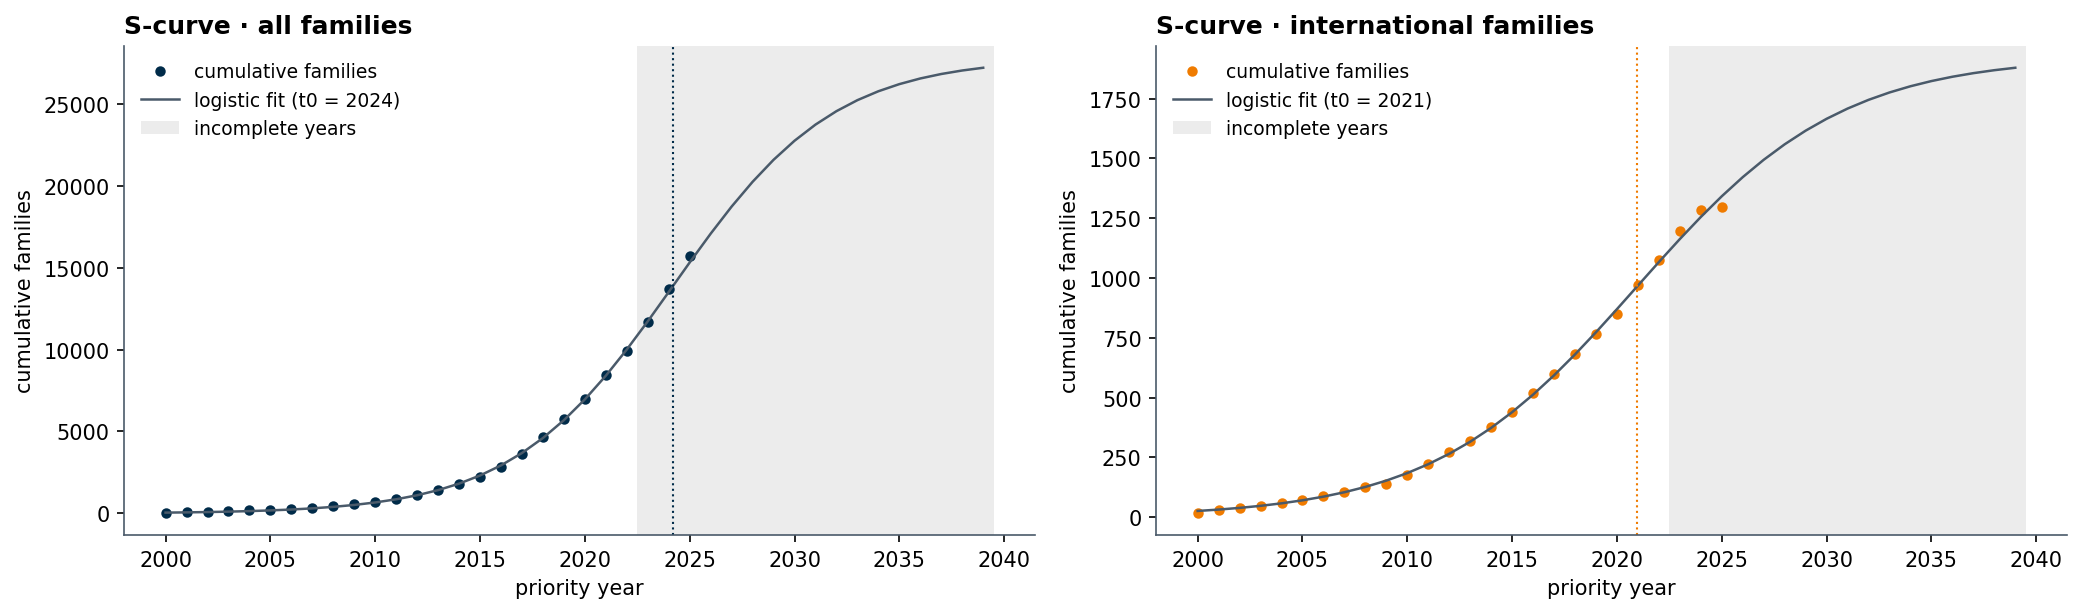 S-curve · all families
cumulative families
logistic fit (t0 = 2024)
incomplete years
cumulative families
25000
20000
15000
10000
5000
0
2000 2005 2010 2015 2020 2025 2030 2035 2040
priority year
S-curve · international families
cumulative families
logistic fit (t0 = 2021)
incomplete years
cumulative families
1750
1500
1250
1000
750
500
250
0
2000 2005 2010 2015 2020 2025 2030 2035 2040
priority year